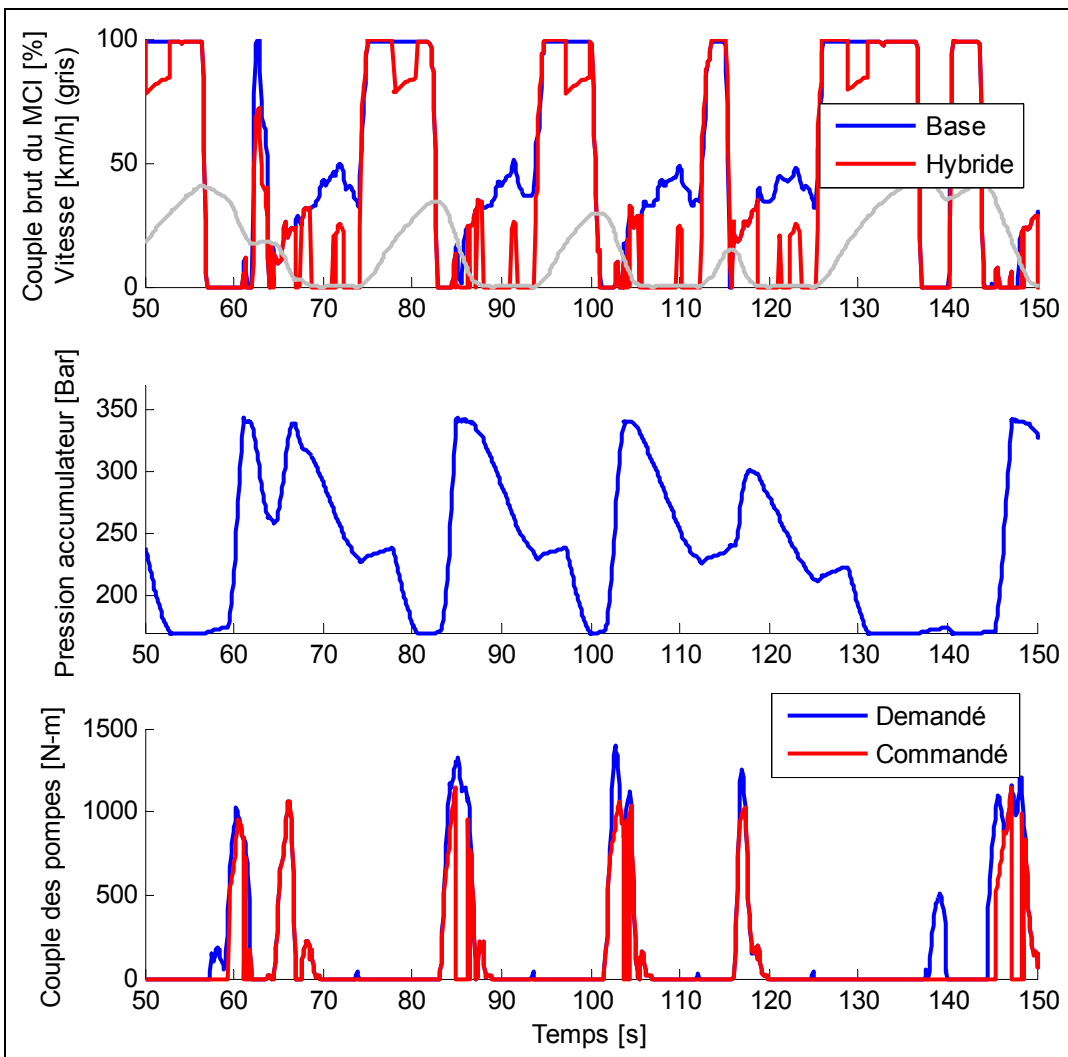 Couple brut du MCI [%]
Vitesse [km/h] (gris)
100
50
0
Base
Hybride
50 60 70 80 90 100 110 120 130 140 150
Pression accumulateur [Bar]
350
300
250
200
50 60 70 80 90 100 110 120 130 140 150
Couple des pompes [N-m]
1500
1000
500
0
Demandé
Commandé
50 60 70 80 90 100 110 120 130 140 150
Temps [s]